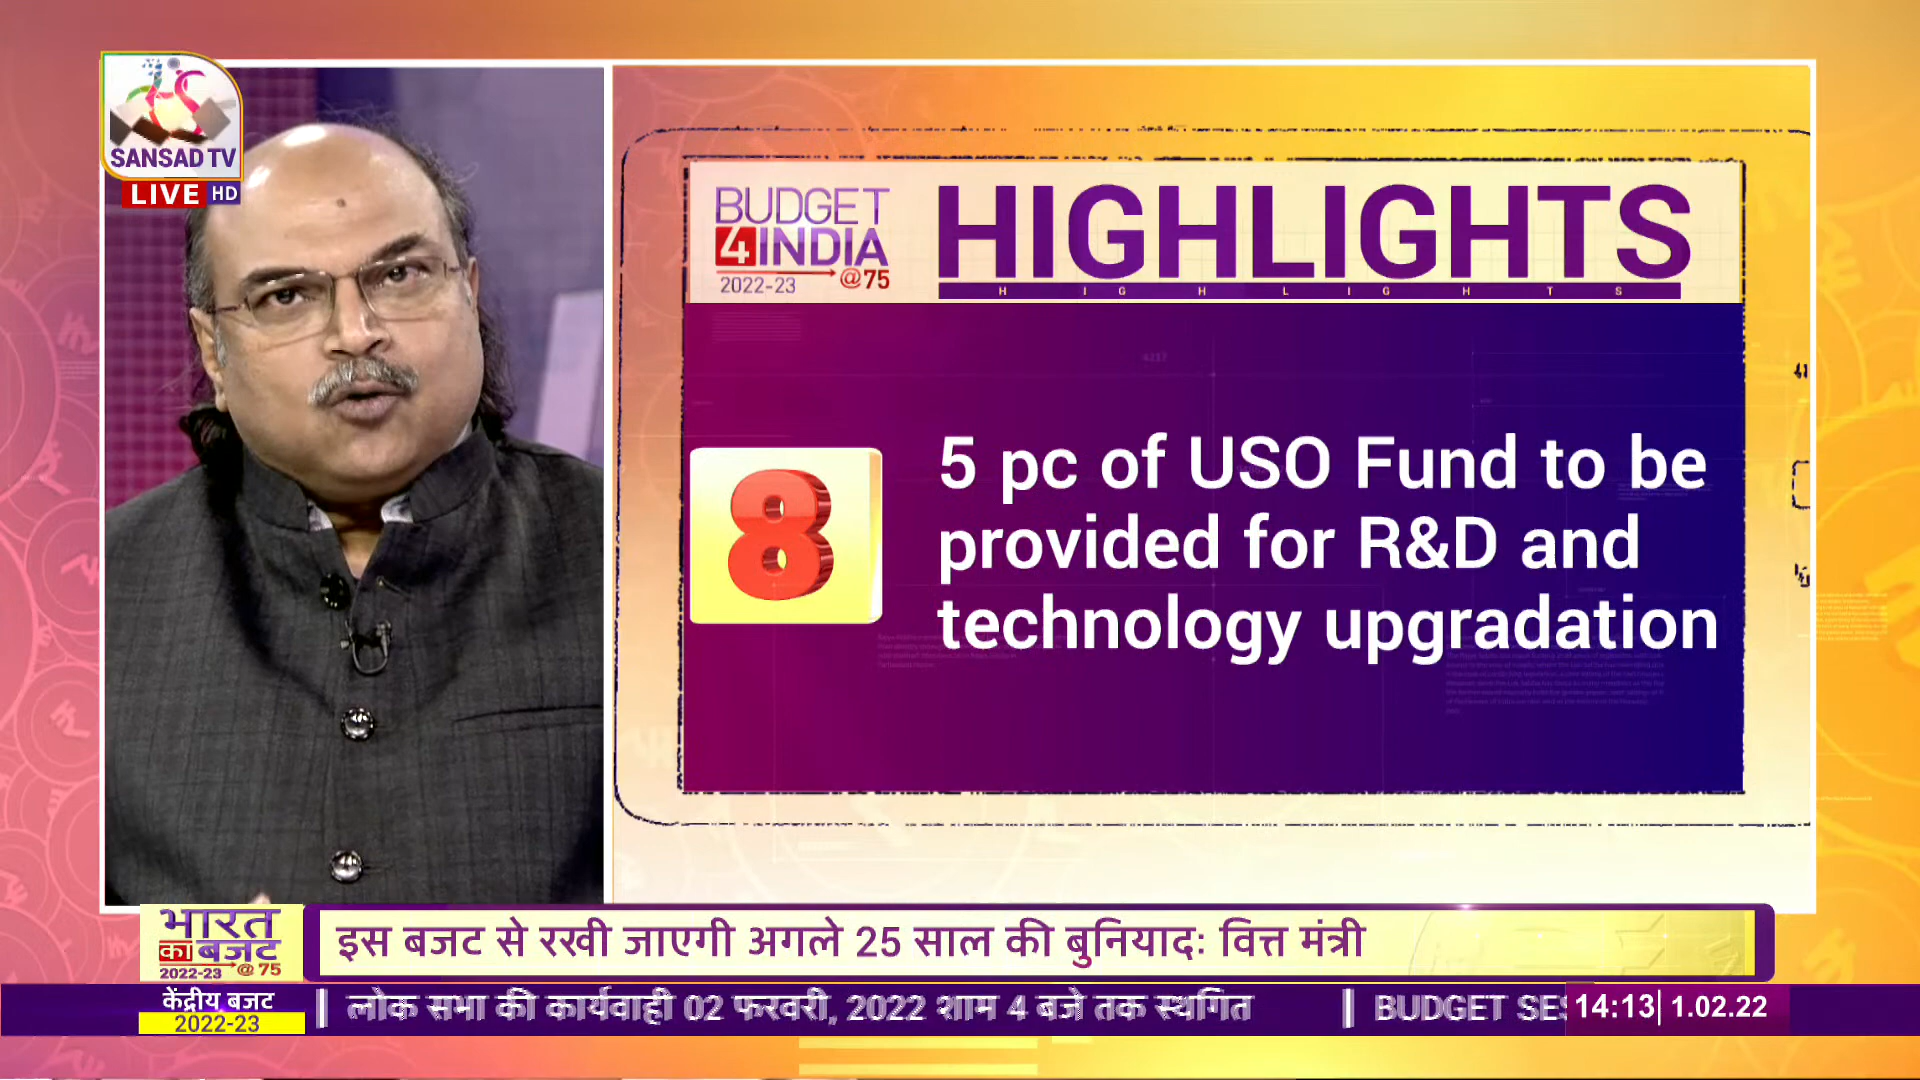 SANSAD TV
LIVE HD
BUDGET
4 INDIA
@75
2022-23
HIGHLIGHTS
H I G H L I G H T S
8
5 pc of USO Fund to be
provided for R&D and
technology upgradation
भारत
का बजट
2022-23 @ 75
इस बजट से रखी जाएगी अगले 25 साल की बुनियादः वित्त मंत्री
केंद्रीय बजट
2022-23
लोक सभा की कार्यवाही 02 फरवरी, 2022 शाम 4 बजे तक स्थगित
BUDGET SES
14:13 1.02.22